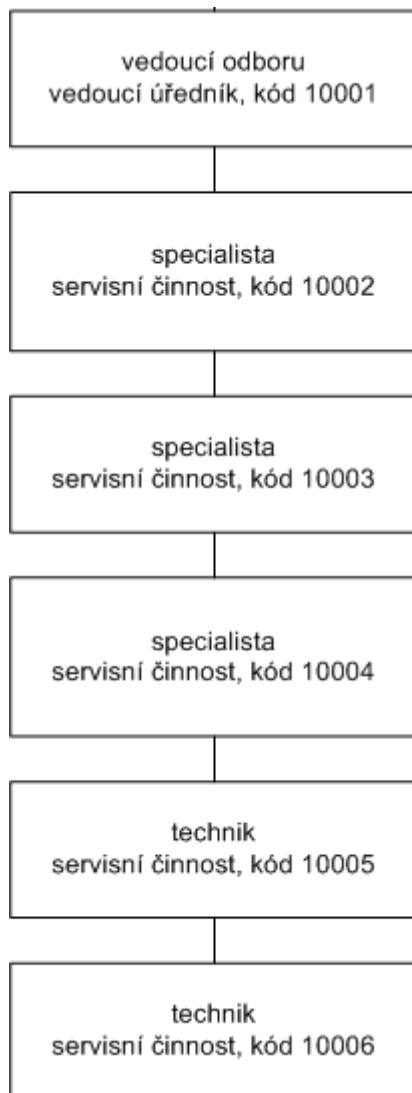 vedoucí odboru
vedoucí úředník, kód 10001
specialista
servisní činnost, kód 10002
specialista
servisní činnost, kód 10003
specialista
servisní činnost, kód 10004
technik
servisní činnost, kód 10005
technik
servisní činnost, kód 10006